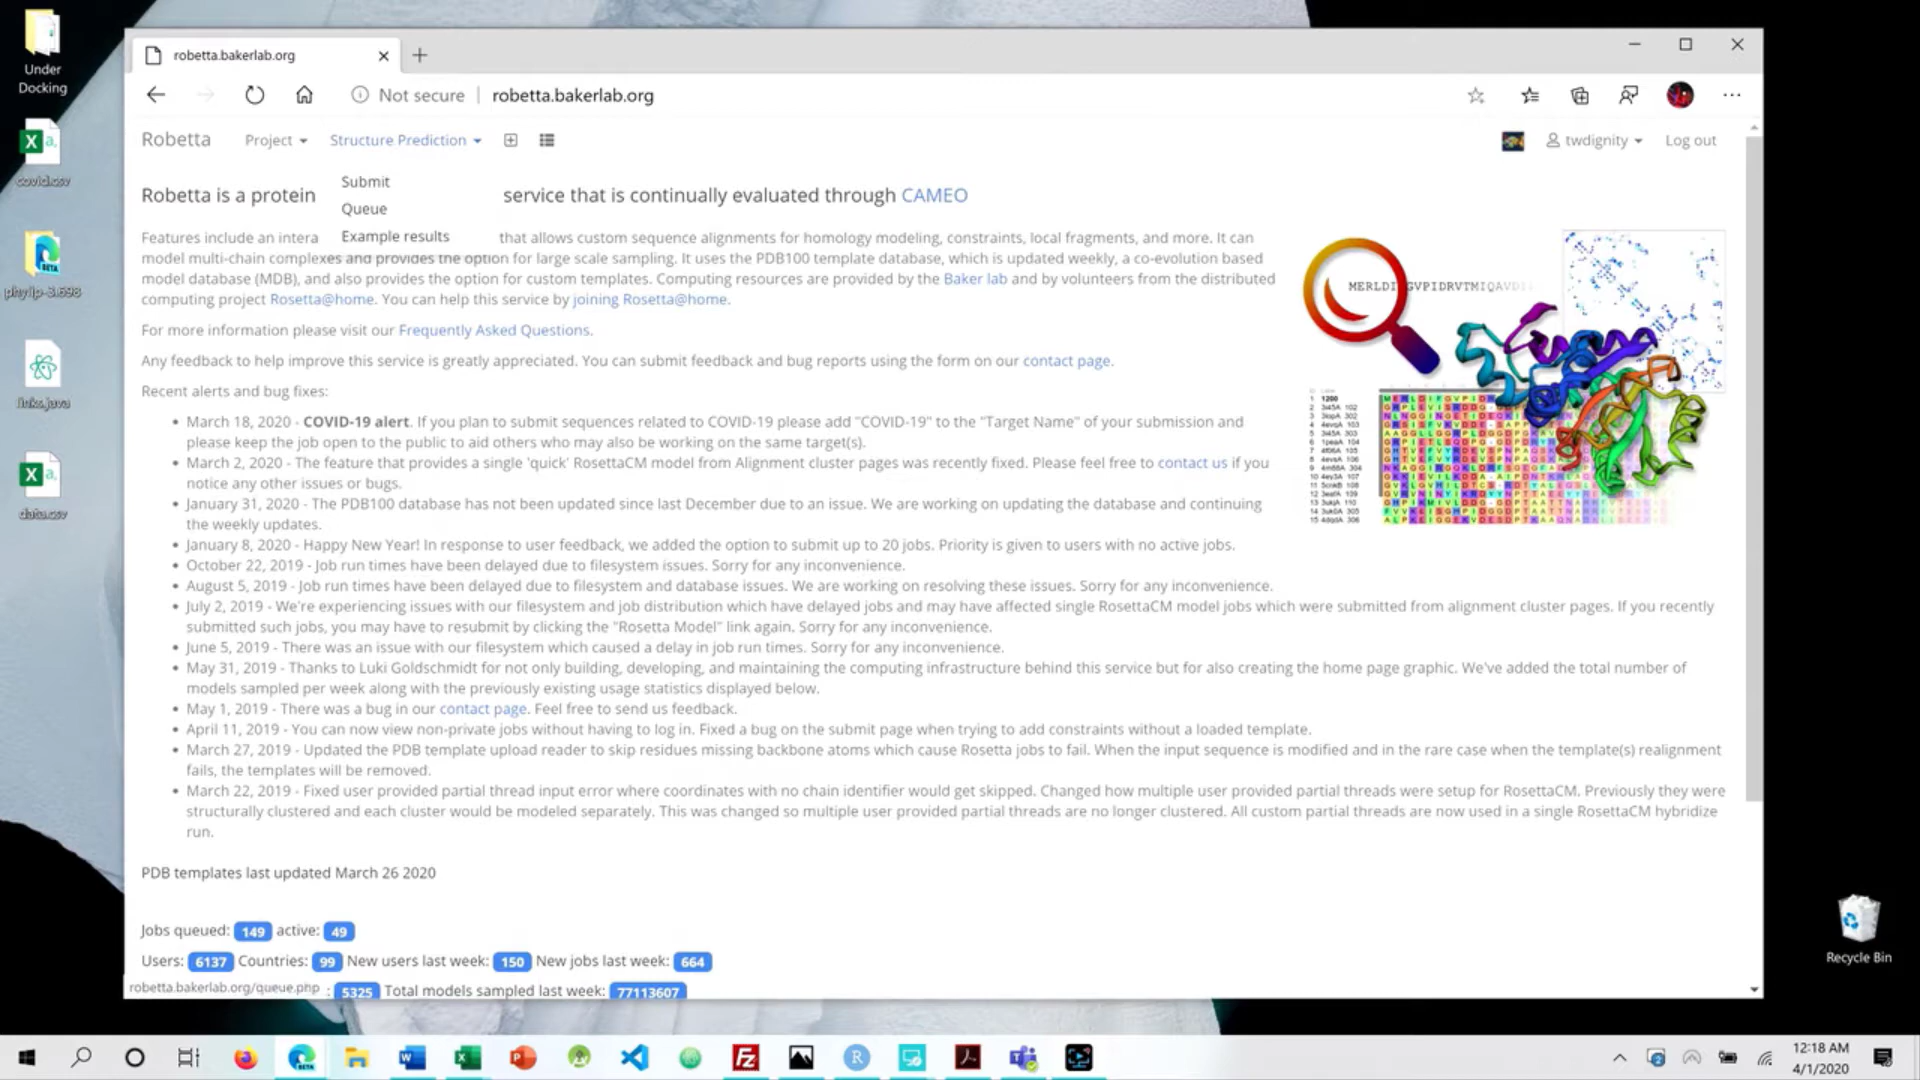 Under
Docking
covid.csv
phylip-3.698
links.java
data.csv
Recycle Bin
robetta.bakerlab.org
Not secure | robetta.bakerlab.org
Robetta Project Structure Prediction twdignity Log out
Submit
Queue
Example results
Robetta is a protein service that is continually evaluated through CAMEO
Features include an intera that allows custom sequence alignments for homology modeling, constraints, local fragments, and more. It can
model multi-chain complexes and provides the option for large scale sampling. It uses the PDB100 template database, which is updated weekly, a co-evolution based
model database (MDB), and also provides the option for custom templates. Computing resources are provided by the Baker lab and by volunteers from the distributed
computing project Rosetta@home. You can help this service by joining Rosetta@home.
For more information please visit our Frequently Asked Questions.
Any feedback to help improve this service is greatly appreciated. You can submit feedback and bug reports using the form on our contact page.
Recent alerts and bug fixes:
• March 18, 2020 - COVID-19 alert. If you plan to submit sequences related to COVID-19 please add "COVID-19" to the "Target Name" of your submission and
please keep the job open to the public to aid others who may also be working on the same target(s).
• March 2, 2020 - The feature that provides a single 'quick' RosettaCM model from Alignment cluster pages was recently fixed. Please feel free to contact us if you
notice any other issues or bugs.
• January 31, 2020 - The PDB100 database has not been updated since last December due to an issue. We are working on updating the database and continuing
the weekly updates.
• January 8, 2020 - Happy New Year! In response to user feedback, we added the option to submit up to 20 jobs. Priority is given to users with no active jobs.
• October 22, 2019 - Job run times have been delayed due to filesystem issues. Sorry for any inconvenience.
• August 5, 2019 - Job run times have been delayed due to filesystem and database issues. We are working on resolving these issues. Sorry for any inconvenience.
• July 2, 2019 - We're experiencing issues with our filesystem and job distribution which have delayed jobs and may have affected single RosettaCM model jobs which were submitted from alignment cluster pages. If you recently
submitted such jobs, you may have to resubmit by clicking the "Rosetta Model" link again. Sorry for any inconvenience.
• June 5, 2019 - There was an issue with our filesystem which caused a delay in job run times. Sorry for any inconvenience.
• May 31, 2019 - Thanks to Luki Goldschmidt for not only building, developing, and maintaining the computing infrastructure behind this service but for also creating the home page graphic. We've added the total number of
models sampled per week along with the previously existing usage statistics displayed below.
• May 1, 2019 - There was a bug in our contact page. Feel free to send us feedback.
• April 11, 2019 - You can now view non-private jobs without having to log in. Fixed a bug on the submit page when trying to add constraints without a loaded template.
• March 27, 2019 - Updated the PDB template upload reader to skip residues missing backbone atoms which cause Rosetta jobs to fail. When the input sequence is modified and in the rare case when the template(s) realignment
fails, the templates will be removed.
• March 22, 2019 - Fixed user provided partial thread input error where coordinates with no chain identifier would get skipped. Changed how multiple user provided partial threads were setup for RosettaCM. Previously they were
structurally clustered and each cluster would be modeled separately. This was changed so multiple user provided partial threads are no longer clustered. All custom partial threads are now used in a single RosettaCM hybridize
run.
PDB templates last updated March 26 2020
Jobs queued: 149 active: 49
Users: 6137 Countries: 99 New users last week: 150 New jobs last week: 664
: 5325 Total models sampled last week: 77113607
robetta.bakerlab.org/queue.php
12:18 AM
4/1/2020